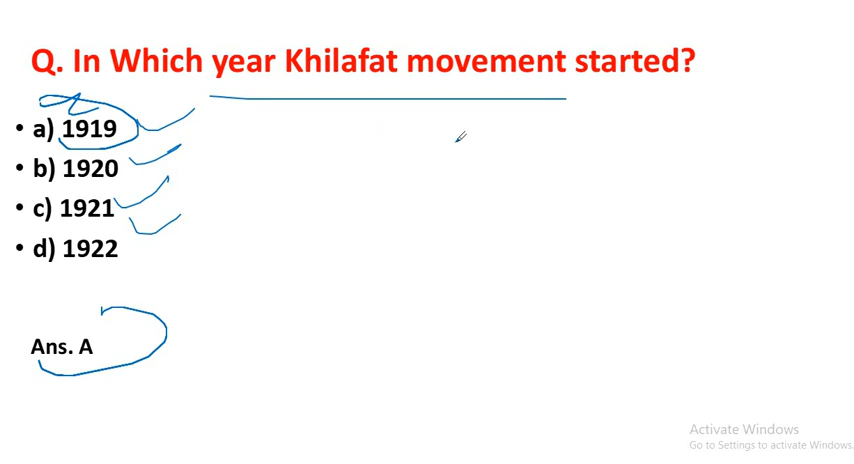 Q. In Which year Khilafat movement started?
• a) 1919
• b) 1920
• c) 1921
• d) 1922
Ans. A
Activate Windows
Go to Settings to activate Windows.